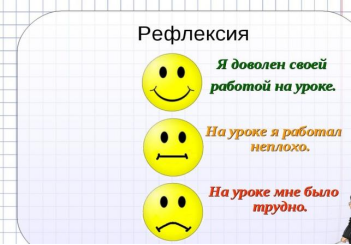 Рефлексия
Я доволен своей
работой на уроке.
На уроке я работал
неплохо.
На уроке мне было
трудно.